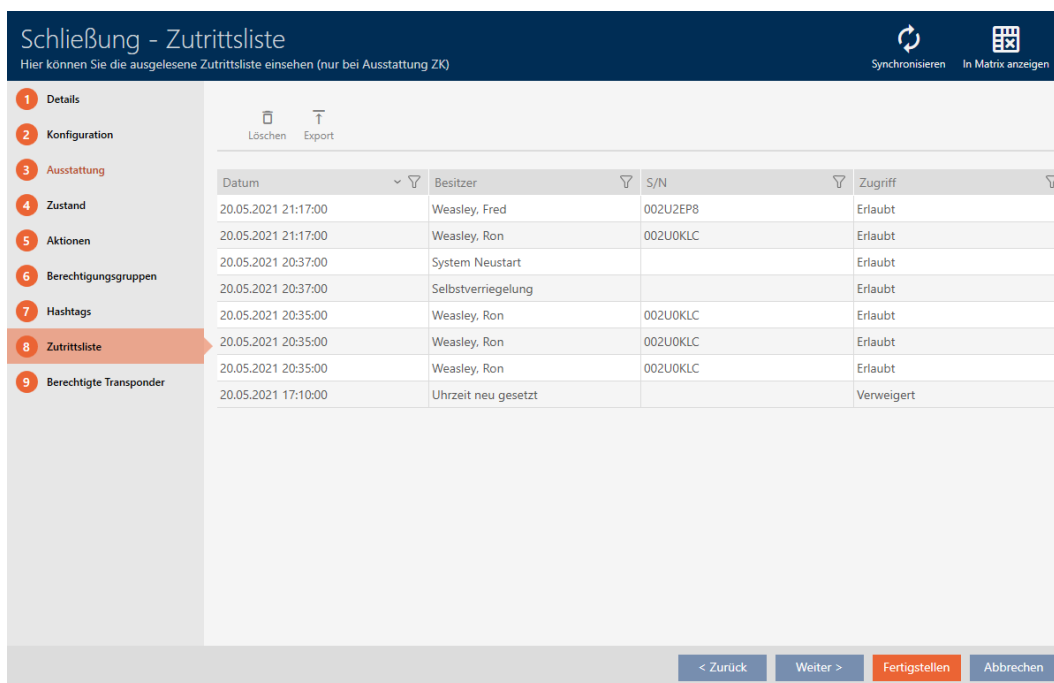 Schließung - Zutrittsliste
Hier können Sie die ausgelesene Zutrittsliste einsehen (nur bei Ausstattung ZK)
Synchronisieren
In Matrix anzeigen
1 Details
2 Konfiguration
3 Ausstattung
4 Zustand
5 Aktionen
6 Berechtigungsgruppen
7 Hashtags
8 Zutrittsliste
9 Berechtigte Transponder
Löschen Export
Datum Besitzer S/N Zugriff
20.05.2021 21:17:00 Weasley, Fred 002U2EP8 Erlaubt
20.05.2021 21:17:00 Weasley, Ron 002U0KLC Erlaubt
20.05.2021 20:37:00 System Neustart Erlaubt
20.05.2021 20:37:00 Selbstverriegelung Erlaubt
20.05.2021 20:35:00 Weasley, Ron 002U0KLC Erlaubt
20.05.2021 20:35:00 Weasley, Ron 002U0KLC Erlaubt
20.05.2021 20:35:00 Weasley, Ron 002U0KLC Erlaubt
20.05.2021 17:10:00 Uhrzeit neu gesetzt Verweigert
< Zurück Weiter > Fertigstellen Abbrechen